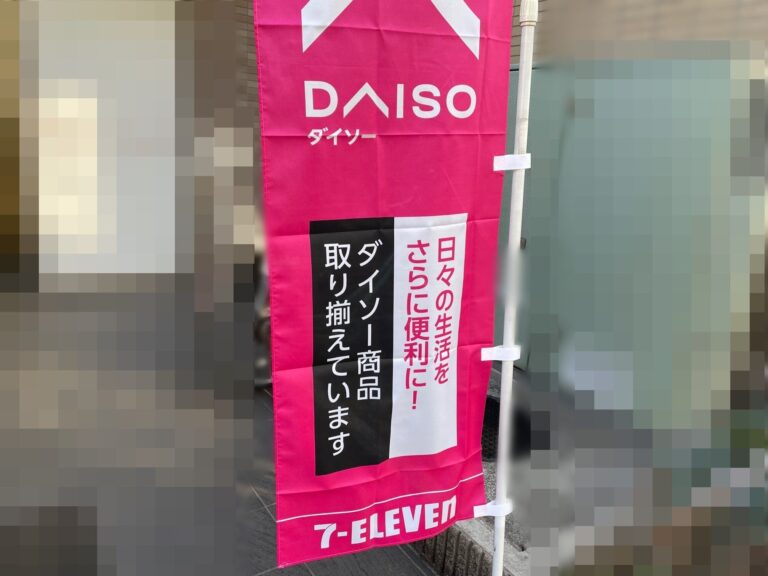 DAISO
ダイソー
日々の生活を
さらに便利に！
ダイソー商品
取り揃えています
7-ELEVEn